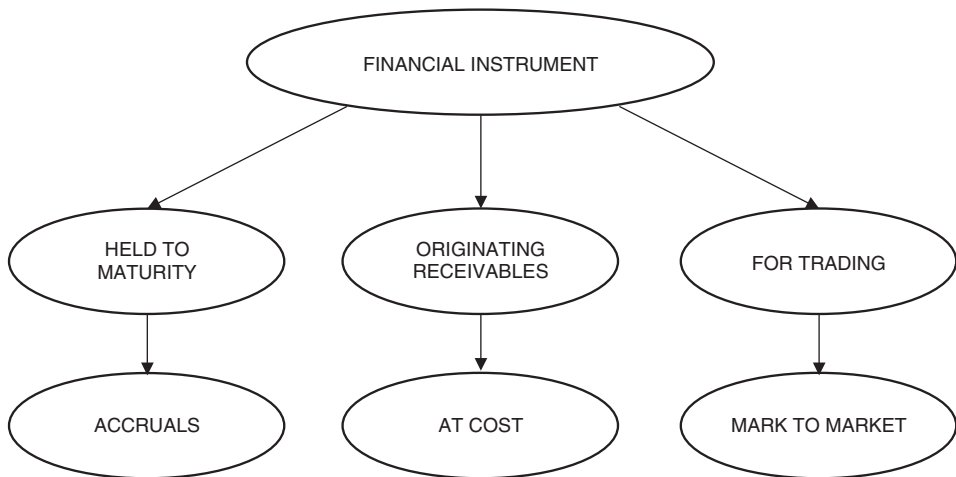 FINANCIAL INSTRUMENT
HELD TO
MATURITY
ORIGINATING
RECEIVABLES
FOR TRADING
ACCRUALS
AT COST
MARK TO MARKET